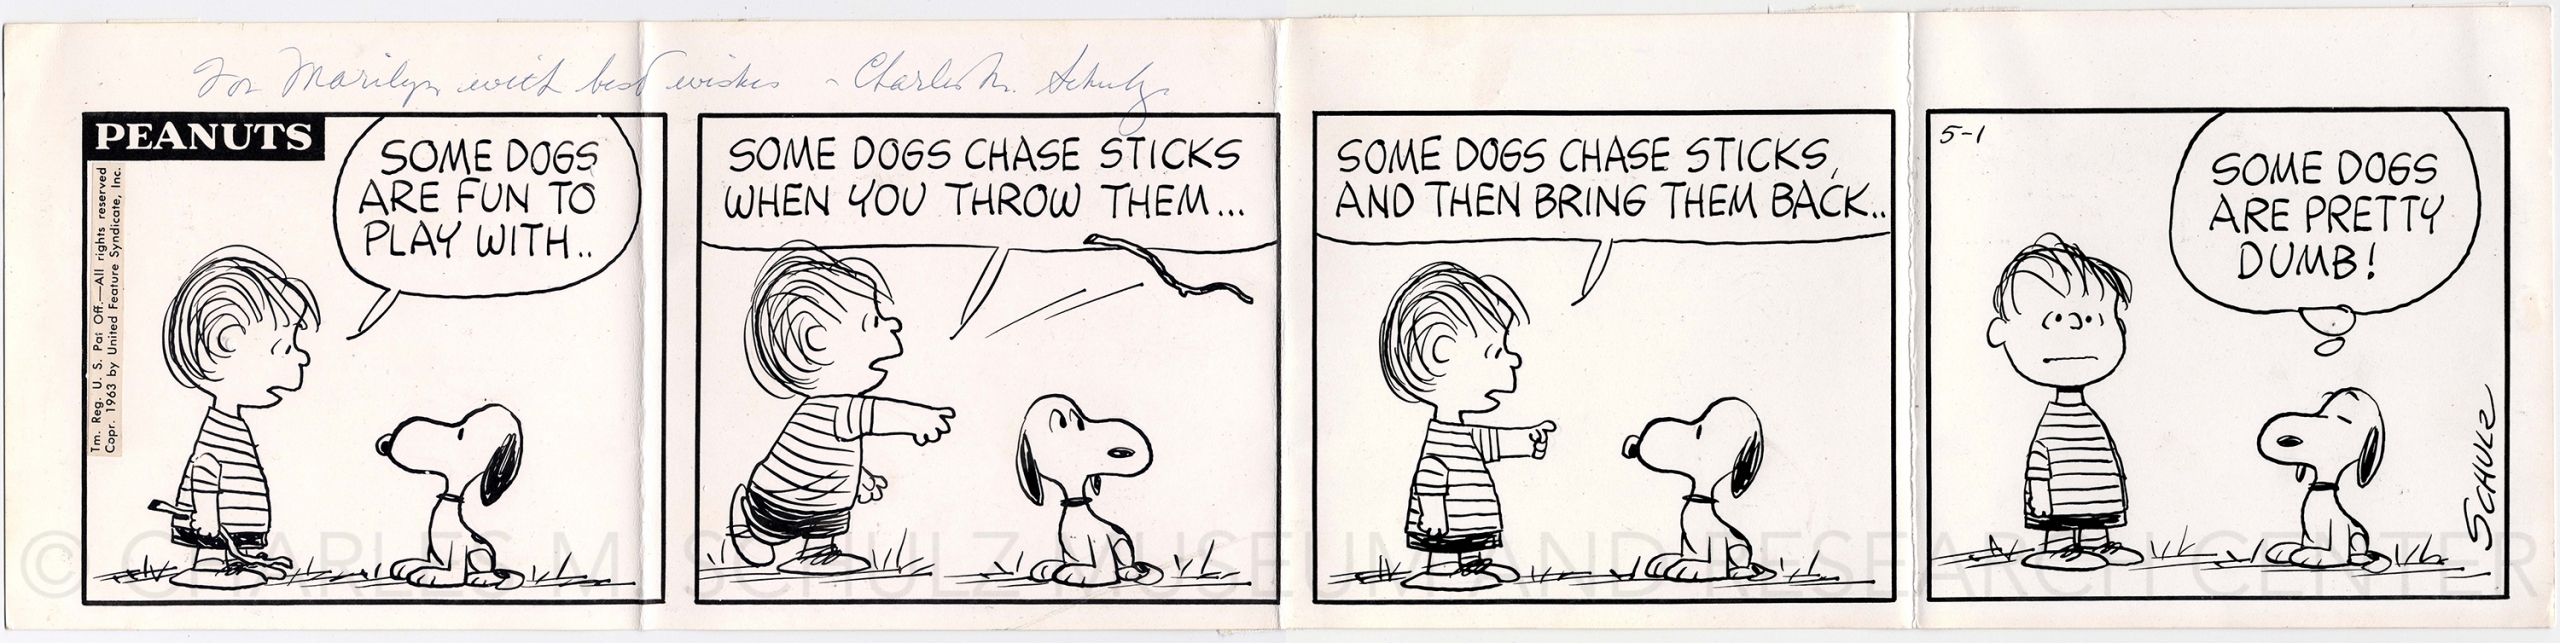 For Marilyn with best wishes - Charles M. Schulz
PEANUTS
Tm. Reg. U. S. Pat Off.—All rights reserved
Copr. 1963 by United Feature Syndicate, Inc.
SOME DOGS
ARE FUN TO
PLAY WITH..
SOME DOGS CHASE STICKS
WHEN YOU THROW THEM...
SOME DOGS CHASE STICKS,
AND THEN BRING THEM BACK..
5-1
SOME DOGS
ARE PRETTY
DUMB!
SCHULZ
© CHARLES M. SCHULZ MUSEUM AND RESEARCH CENTER